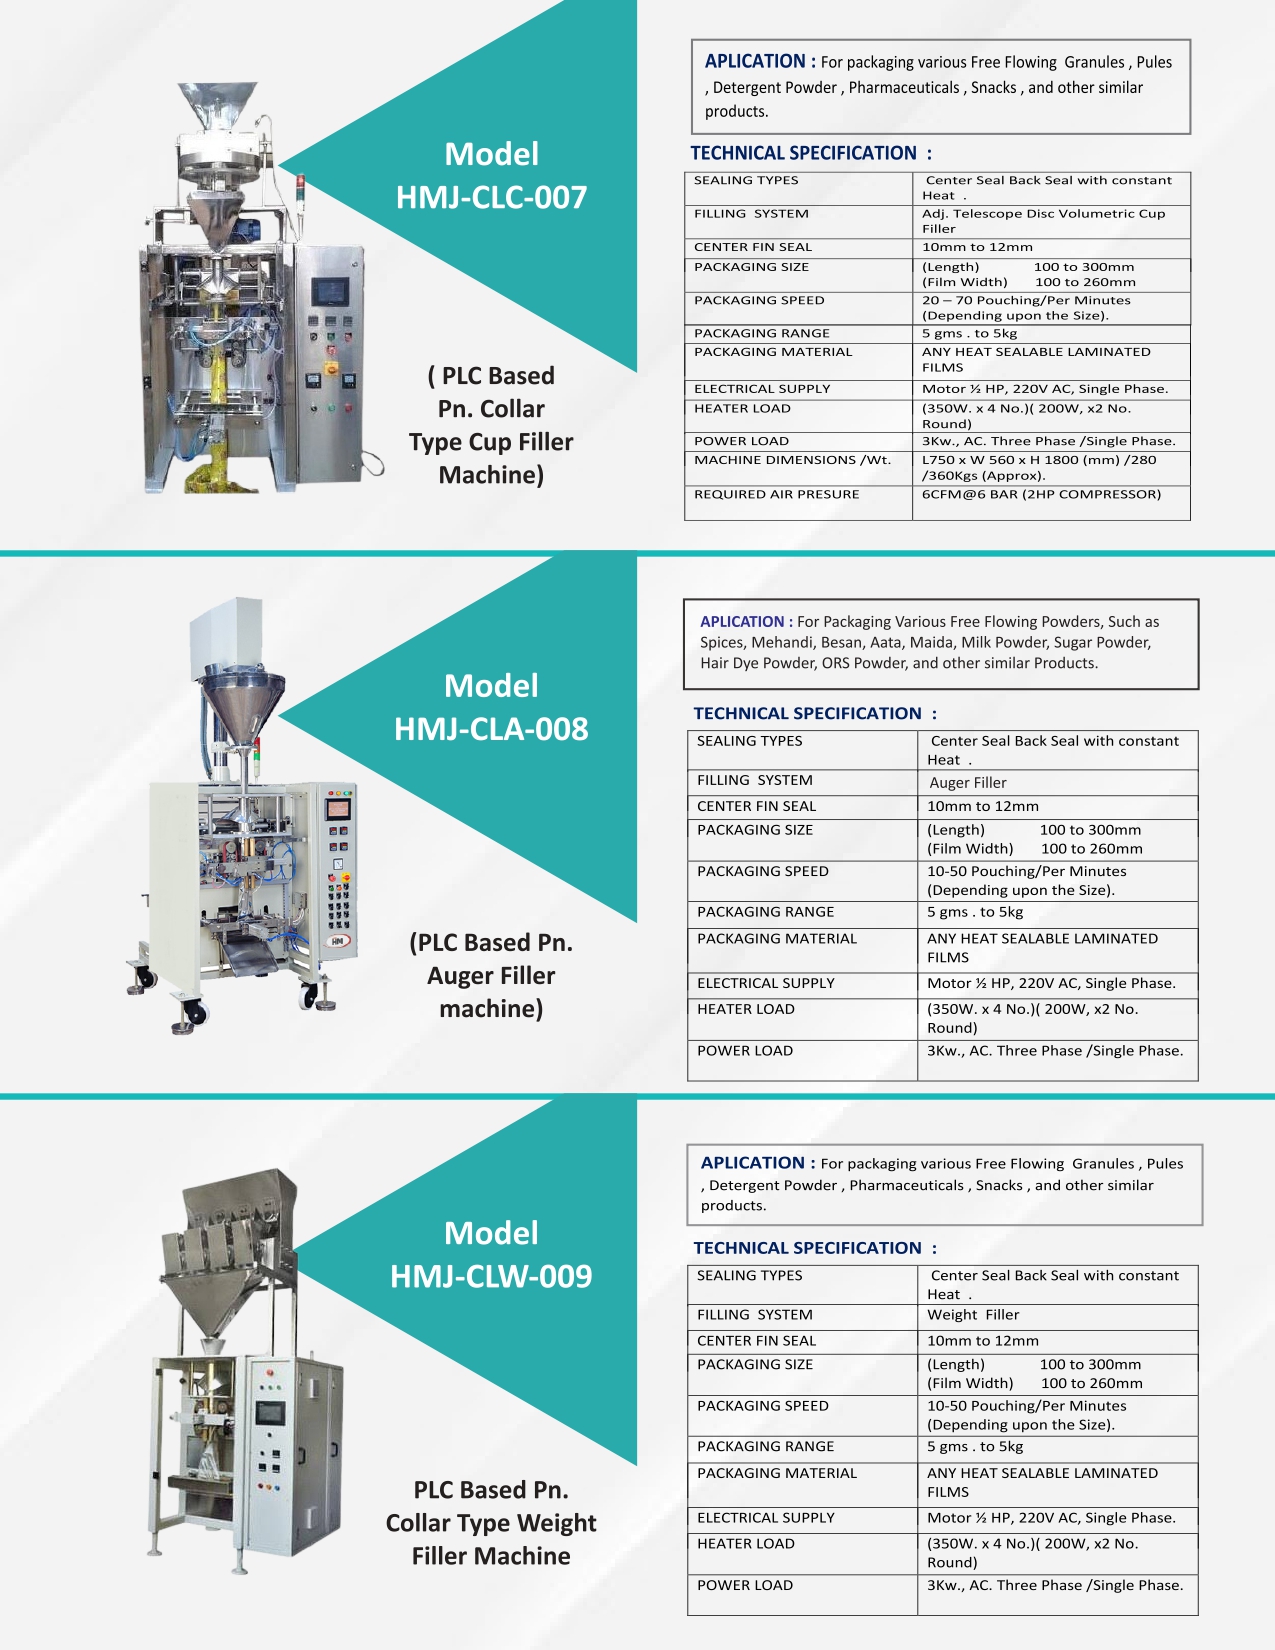 Model
HMJ-CLC-007
( PLC Based
Pn. Collar
Type Cup Filler
Machine)
APLICATION : For packaging various Free Flowing Granules , Pules
, Detergent Powder , Pharmaceuticals , Snacks , and other similar
products.
TECHNICAL SPECIFICATION :
SEALING TYPES Center Seal Back Seal with constant
Heat .
FILLING SYSTEM Adj. Telescope Disc Volumetric Cup
Filler
CENTER FIN SEAL 10mm to 12mm
PACKAGING SIZE (Length) 100 to 300mm
(Film Width) 100 to 260mm
PACKAGING SPEED 20 – 70 Pouching/Per Minutes
(Depending upon the Size).
PACKAGING RANGE 5 gms . to 5kg
PACKAGING MATERIAL ANY HEAT SEALABLE LAMINATED
FILMS
ELECTRICAL SUPPLY Motor ½ HP, 220V AC, Single Phase.
HEATER LOAD (350W. x 4 No.)( 200W, x2 No.
Round)
POWER LOAD 3Kw., AC. Three Phase /Single Phase.
MACHINE DIMENSIONS /Wt. L750 x W 560 x H 1800 (mm) /280
/360Kgs (Approx).
REQUIRED AIR PRESURE 6CFM@6 BAR (2HP COMPRESSOR)
Model
HMJ-CLA-008
(PLC Based Pn.
Auger Filler
machine)
HM
APLICATION : For Packaging Various Free Flowing Powders, Such as
Spices, Mehandi, Besan, Aata, Maida, Milk Powder, Sugar Powder,
Hair Dye Powder, ORS Powder, and other similar Products.
TECHNICAL SPECIFICATION :
SEALING TYPES Center Seal Back Seal with constant
Heat .
FILLING SYSTEM Auger Filler
CENTER FIN SEAL 10mm to 12mm
PACKAGING SIZE (Length) 100 to 300mm
(Film Width) 100 to 260mm
PACKAGING SPEED 10-50 Pouching/Per Minutes
(Depending upon the Size).
PACKAGING RANGE 5 gms . to 5kg
PACKAGING MATERIAL ANY HEAT SEALABLE LAMINATED
FILMS
ELECTRICAL SUPPLY Motor ½ HP, 220V AC, Single Phase.
HEATER LOAD (350W. x 4 No.)( 200W, x2 No.
Round)
POWER LOAD 3Kw., AC. Three Phase /Single Phase.
Model
HMJ-CLW-009
PLC Based Pn.
Collar Type Weight
Filler Machine
APLICATION : For packaging various Free Flowing Granules , Pules
, Detergent Powder , Pharmaceuticals , Snacks , and other similar
products.
TECHNICAL SPECIFICATION :
SEALING TYPES Center Seal Back Seal with constant
Heat .
FILLING SYSTEM Weight Filler
CENTER FIN SEAL 10mm to 12mm
PACKAGING SIZE (Length) 100 to 300mm
(Film Width) 100 to 260mm
PACKAGING SPEED 10-50 Pouching/Per Minutes
(Depending upon the Size).
PACKAGING RANGE 5 gms . to 5kg
PACKAGING MATERIAL ANY HEAT SEALABLE LAMINATED
FILMS
ELECTRICAL SUPPLY Motor ½ HP, 220V AC, Single Phase.
HEATER LOAD (350W. x 4 No.)( 200W, x2 No.
Round)
POWER LOAD 3Kw., AC. Three Phase /Single Phase.